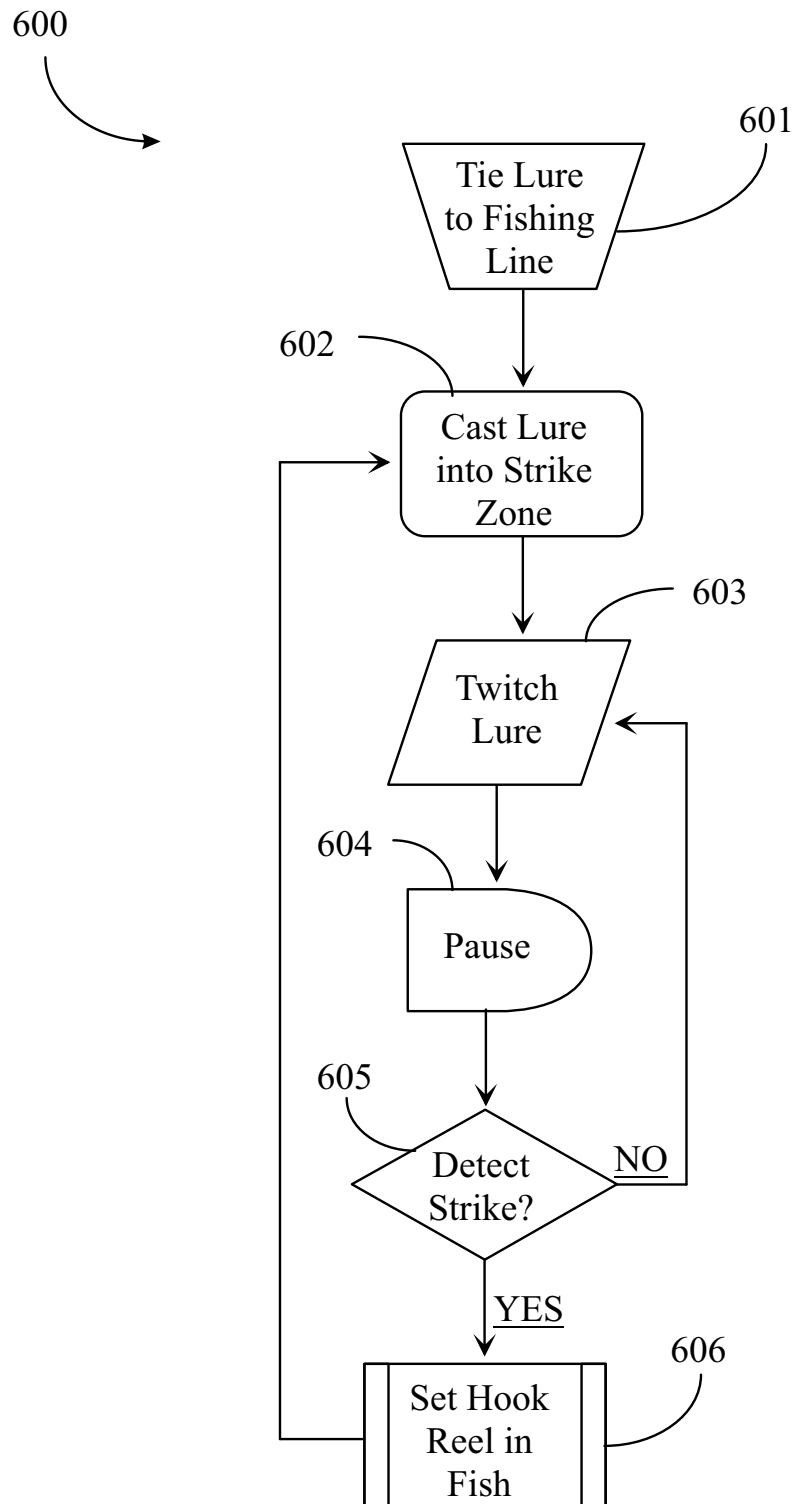 600
601
Tie Lure
to Fishing
Line
602
Cast Lure
into Strike
Zone
603
Twitch
Lure
604
Pause
605
Detect
Strike?
NO
YES
606
Set Hook
Reel in
Fish